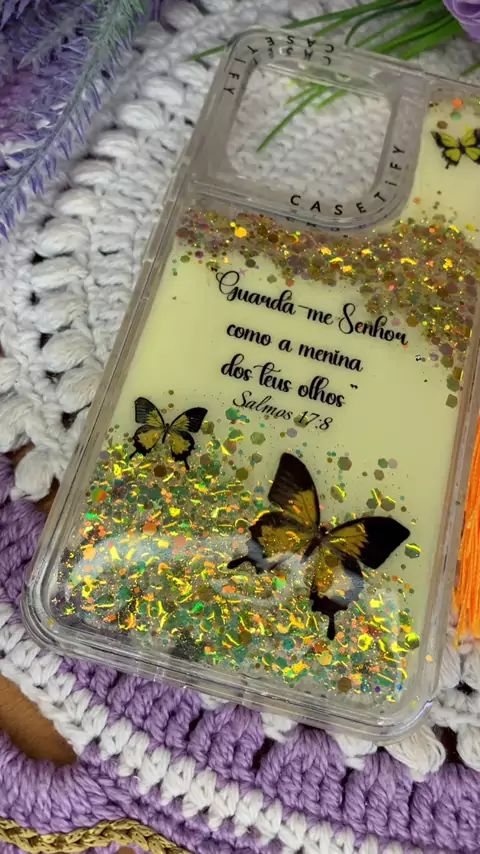 CASETiFY
CASETiFY
"Guarda-me Senhor
como a menina
dos teus olhos"
Salmos 17:8